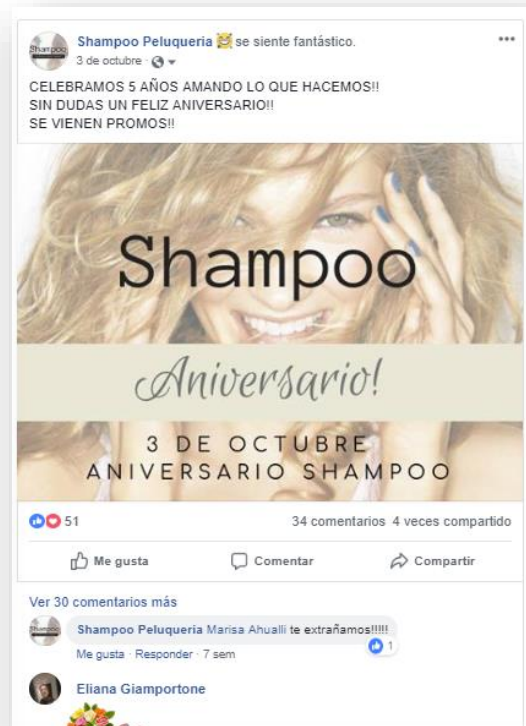 Shampoo Peluqueria se siente fantástico.
3 de octubre
CELEBRAMOS 5 AÑOS AMANDO LO QUE HACEMOS!!
SIN DUDAS UN FELIZ ANIVERSARIO!!
SE VIENEN PROMOS!!
Shampoo
Aniversario!
3 DE OCTUBRE
ANIVERSARIO SHAMPOO
51
34 comentarios 4 veces compartido
Me gusta Comentar Compartir
Ver 30 comentarios más
Shampoo Peluqueria Marisa Ahualli te extrañamos!!!!!
Me gusta · Responder · 7 sem
1
Eliana Giamportone